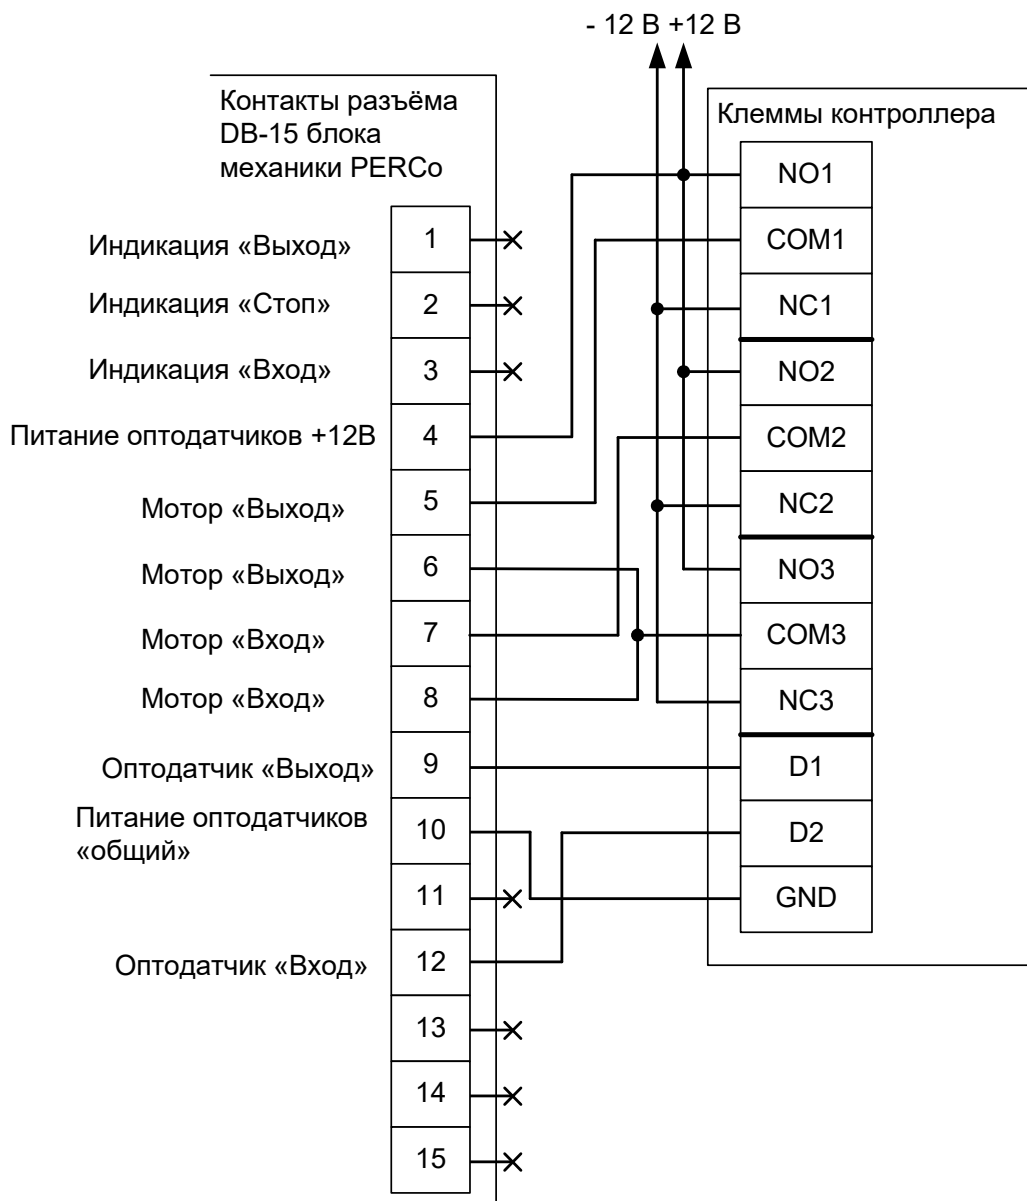 - 12 В +12 В
Контакты разъёма
DB-15 блока
механики PERCo
Клеммы контроллера
Индикация «Выход»
1
Индикация «Стоп»
2
Индикация «Вход»
3
Питание оптодатчиков +12В
4
Мотор «Выход»
5
Мотор «Выход»
6
Мотор «Вход»
7
Мотор «Вход»
8
Оптодатчик «Выход»
9
Питание оптодатчиков
«общий»
10
11
Оптодатчик «Вход»
12
13
14
15
NO1
COM1
NC1
NO2
COM2
NC2
NO3
COM3
NC3
D1
D2
GND